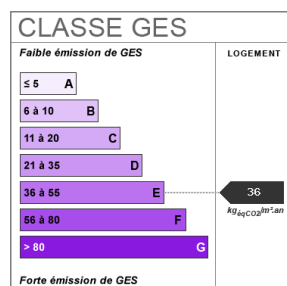 CLASSE GES
Faible émission de GES
LOGEMENT
≤ 5 A
6 à 10 B
11 à 20 C
21 à 35 D
36 à 55 E
36
kgéqCO2/m².an
56 à 80 F
> 80 G
Forte émission de GES